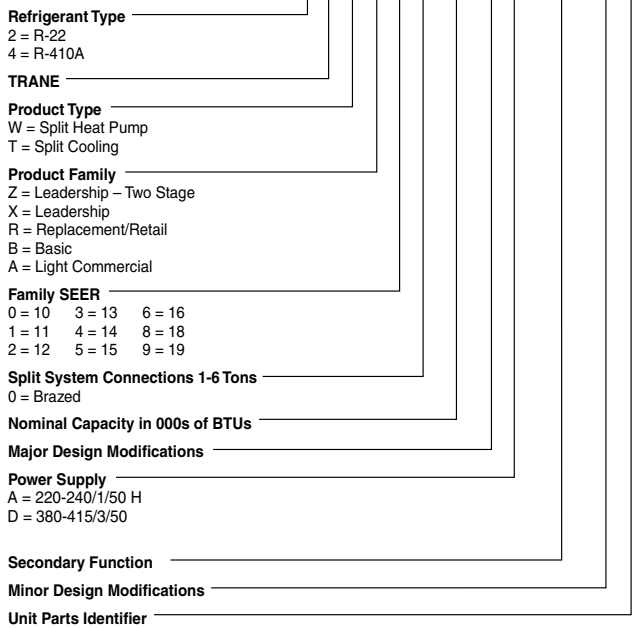 Refrigerant Type
2 = R-22
4 = R-410A
TRANE
Product Type
W = Split Heat Pump
T = Split Cooling
Product Family
Z = Leadership – Two Stage
X = Leadership
R = Replacement/Retail
B = Basic
A = Light Commercial
Family SEER
0 = 10 3 = 13 6 = 16
1 = 11 4 = 14 8 = 18
2 = 12 5 = 15 9 = 19
Split System Connections 1-6 Tons
0 = Brazed
Nominal Capacity in 000s of BTUs
Major Design Modifications
Power Supply
A = 220-240/1/50 H
D = 380-415/3/50
Secondary Function
Minor Design Modifications
Unit Parts Identifier